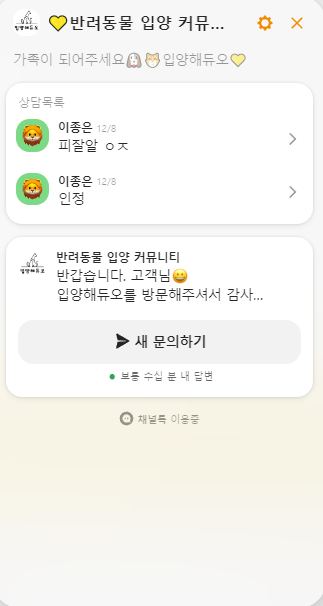 💛반려동물 입양 커뮤...
가족이 되어주세요🐶🐱입양해듀오💛
상담목록
이종은 12/8
피잘알 ㅇㅈ
이종은 12/8
인정
입양해듀오
반려동물 입양 커뮤니티
반갑습니다. 고객님😀
입양해듀오를 방문해주셔서 감사...
새 문의하기
보통 수십 분 내 답변
채널톡 이용중